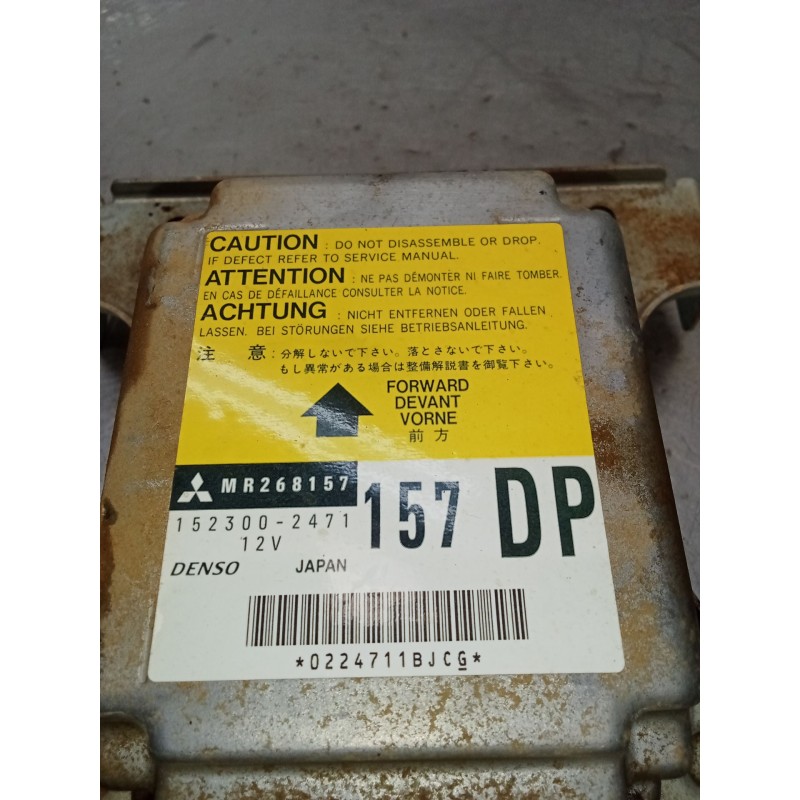 CAUTION : DO NOT DISASSEMBLE OR DROP.
IF DEFECT REFER TO SERVICE MANUAL.
ATTENTION : NE PAS DÉMONTER NI FAIRE TOMBER.
EN CAS DE DÉFAILLANCE CONSULTER LA NOTICE.
ACHTUNG : NICHT ENTFERNEN ODER FALLEN
LASSEN. BEI STÖRUNGEN SIEHE BETRIEBSANLEITUNG.
注 意 : 分解しないで下さい。落とさないで下さい。
もし異常がある場合は整備解説書を御覧下さい。
FORWARD
DEVANT
VORNE
前方
MR268157
157 DP
152300-2471
12V
DENSO JAPAN
*0224711BJCG*